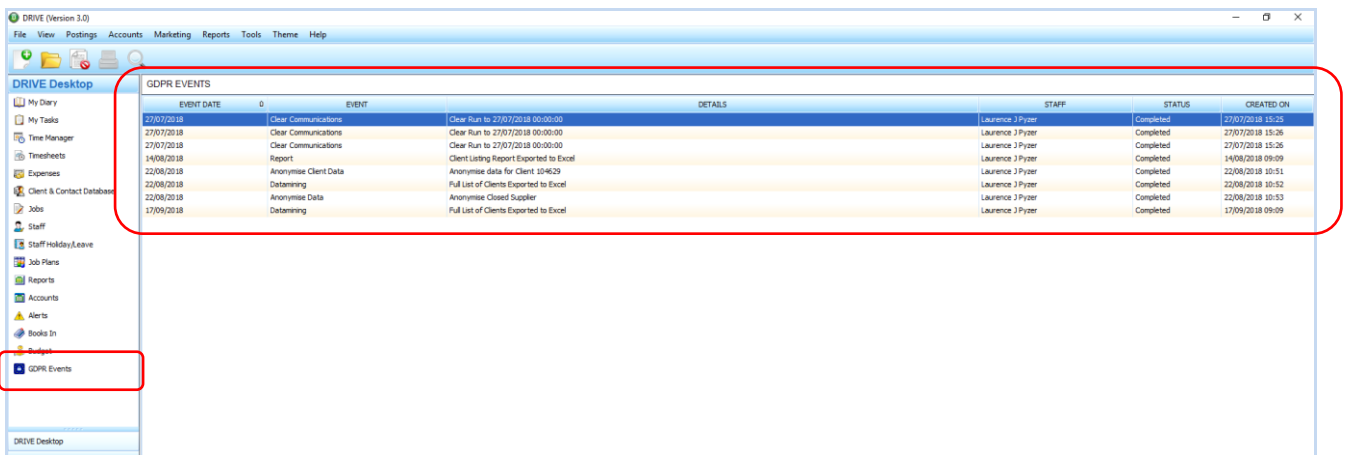 DRIVE (Version 3.0)
File View Postings Accounts Marketing Reports Tools Theme Help
DRIVE Desktop
My Diary
My Tasks
Time Manager
Timesheets
Expenses
Client & Contact Database
Jobs
Staff
Staff Holiday/Leave
Job Plans
Reports
Accounts
Alerts
Books In
Budget
GDPR Events
DRIVE Desktop
GDPR EVENTS
EVENT DATE 0 EVENT DETAILS STAFF STATUS CREATED ON
27/07/2018 Clear Communications Clear Run to 27/07/2018 00:00:00 Laurence J Pyzer Completed 27/07/2018 15:25
27/07/2018 Clear Communications Clear Run to 27/07/2018 00:00:00 Laurence J Pyzer Completed 27/07/2018 15:26
27/07/2018 Clear Communications Clear Run to 27/07/2018 00:00:00 Laurence J Pyzer Completed 27/07/2018 15:26
14/08/2018 Report Client Listing Report Exported to Excel Laurence J Pyzer Completed 14/08/2018 09:09
22/08/2018 Anonymise Client Data Anonymise data for Client 104629 Laurence J Pyzer Completed 22/08/2018 10:51
22/08/2018 Datamining Full List of Clients Exported to Excel Laurence J Pyzer Completed 22/08/2018 10:52
22/08/2018 Anonymise Data Anonymise Closed Supplier Laurence J Pyzer Completed 22/08/2018 10:53
17/09/2018 Datamining Full List of Clients Exported to Excel Laurence J Pyzer Completed 17/09/2018 09:09